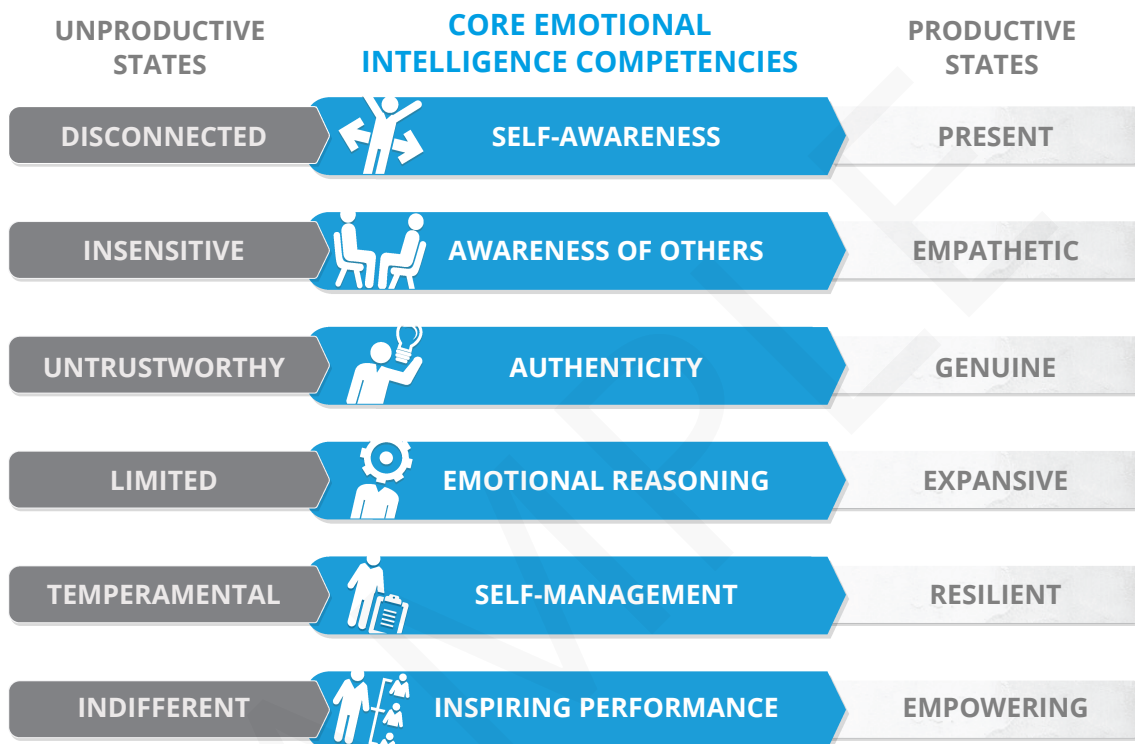 UNPRODUCTIVE
STATES
CORE EMOTIONAL
INTELLIGENCE COMPETENCIES
PRODUCTIVE
STATES
DISCONNECTED
SELF-AWARENESS
PRESENT
INSENSITIVE
AWARENESS OF OTHERS
EMPATHETIC
UNTRUSTWORTHY
AUTHENTICITY
GENUINE
LIMITED
EMOTIONAL REASONING
EXPANSIVE
TEMPERAMENTAL
SELF-MANAGEMENT
RESILIENT
INDIFFERENT
INSPIRING PERFORMANCE
EMPOWERING